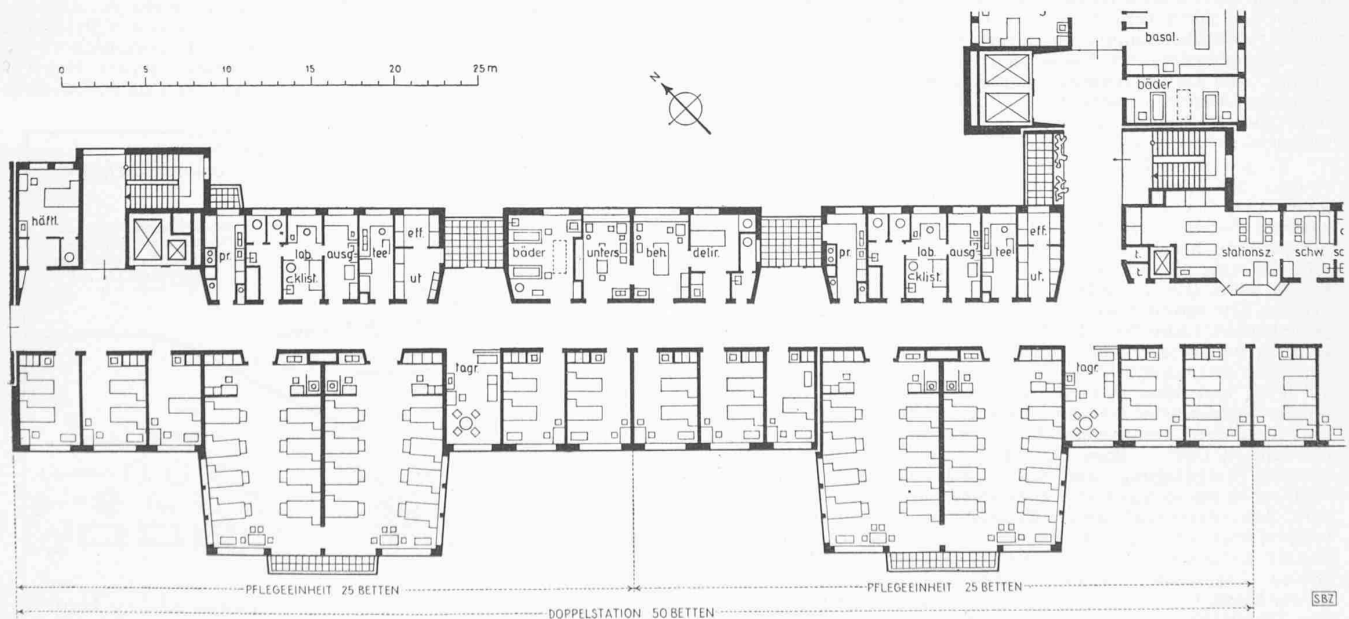 basal.
0 5 10 15 20 25 m
N
bäder
häftl.
pr. lab. ausg. tee eff. bäder unters. beh. delir. pr. lab. ausg. tee eff. t. stationsz. schw.
cklist. ut. cklist. ut. t.
tagr. tagr.
PFLEGEEINHEIT 25 BETTEN PFLEGEEINHEIT 25 BETTEN
DOPPELSTATION 50 BETTEN
SBZ